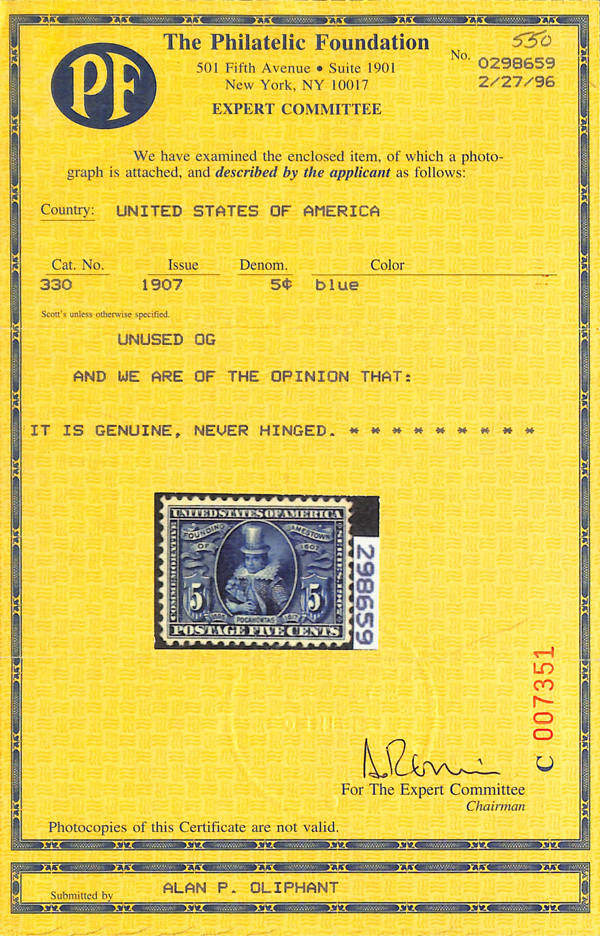 PF
The Philatelic Foundation
501 Fifth Avenue • Suite 1901
New York, NY 10017
EXPERT COMMITTEE
550
No. 0298659
2/27/96
We have examined the enclosed item, of which a photo-
graph is attached, and described by the applicant as follows:
Country: UNITED STATES OF AMERICA
Cat. No. Issue Denom. Color
330 1907 5¢ blue
Scott's unless otherwise specified.
UNUSED OG
AND WE ARE OF THE OPINION THAT:
IT IS GENUINE, NEVER HINGED. * * * * * * * * *
UNITED STATES OF AMERICA
FOUNDING OF JAMESTOWN 1607
COMMEMORATIVE
5 5
POCAHONTAS
POSTAGE FIVE CENTS
298659
C 007351
For The Expert Committee
Chairman
Photocopies of this Certificate are not valid.
Submitted by ALAN P. OLIPHANT